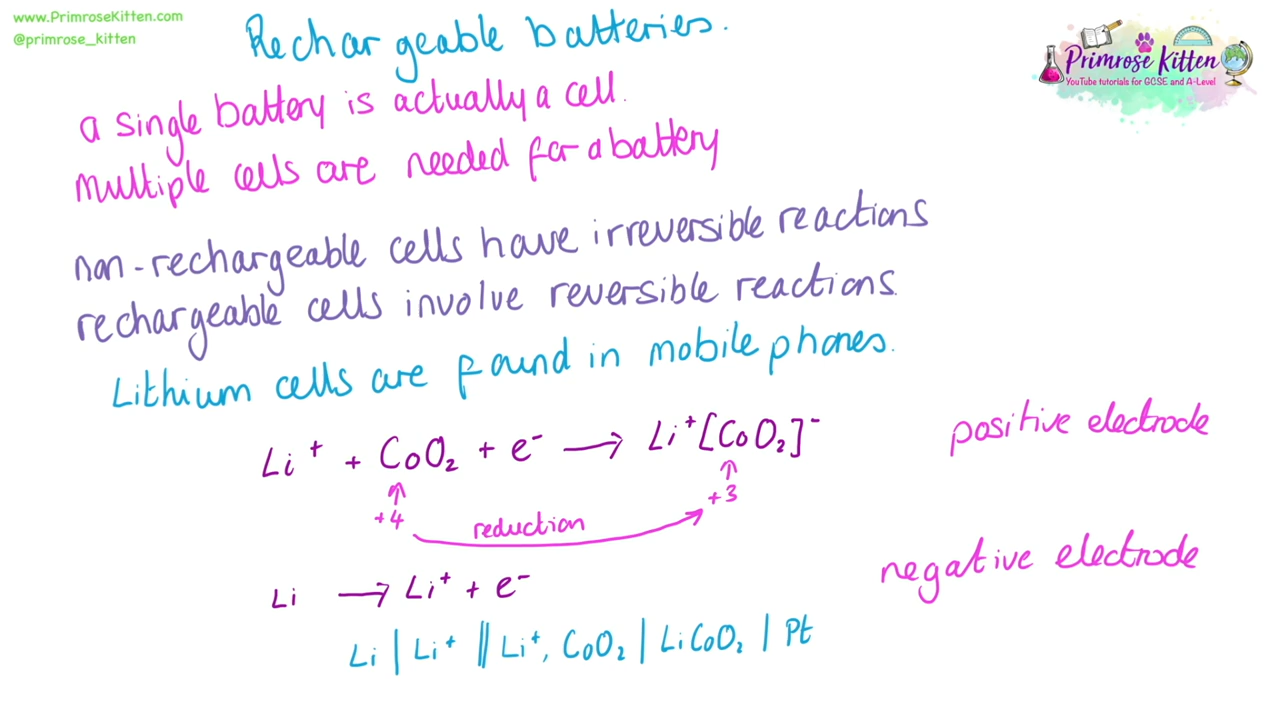 www.PrimroseKitten.com
@primrose_kitten
Primrose Kitten
YouTube tutorials for GCSE and A-Level
Rechargeable batteries.
a single battery is actually a cell.
Multiple cells are needed for a battery
non-rechargeable cells have irreversible reactions
rechargeable cells involve reversible reactions.
Lithium cells are found in mobile phones.
Li⁺ + CoO₂ + e⁻ → Li⁺[CoO₂]⁻ positive electrode
+4 +3
reduction
Li → Li⁺ + e⁻ negative electrode
Li | Li⁺ || Li⁺, CoO₂ | LiCoO₂ | Pt